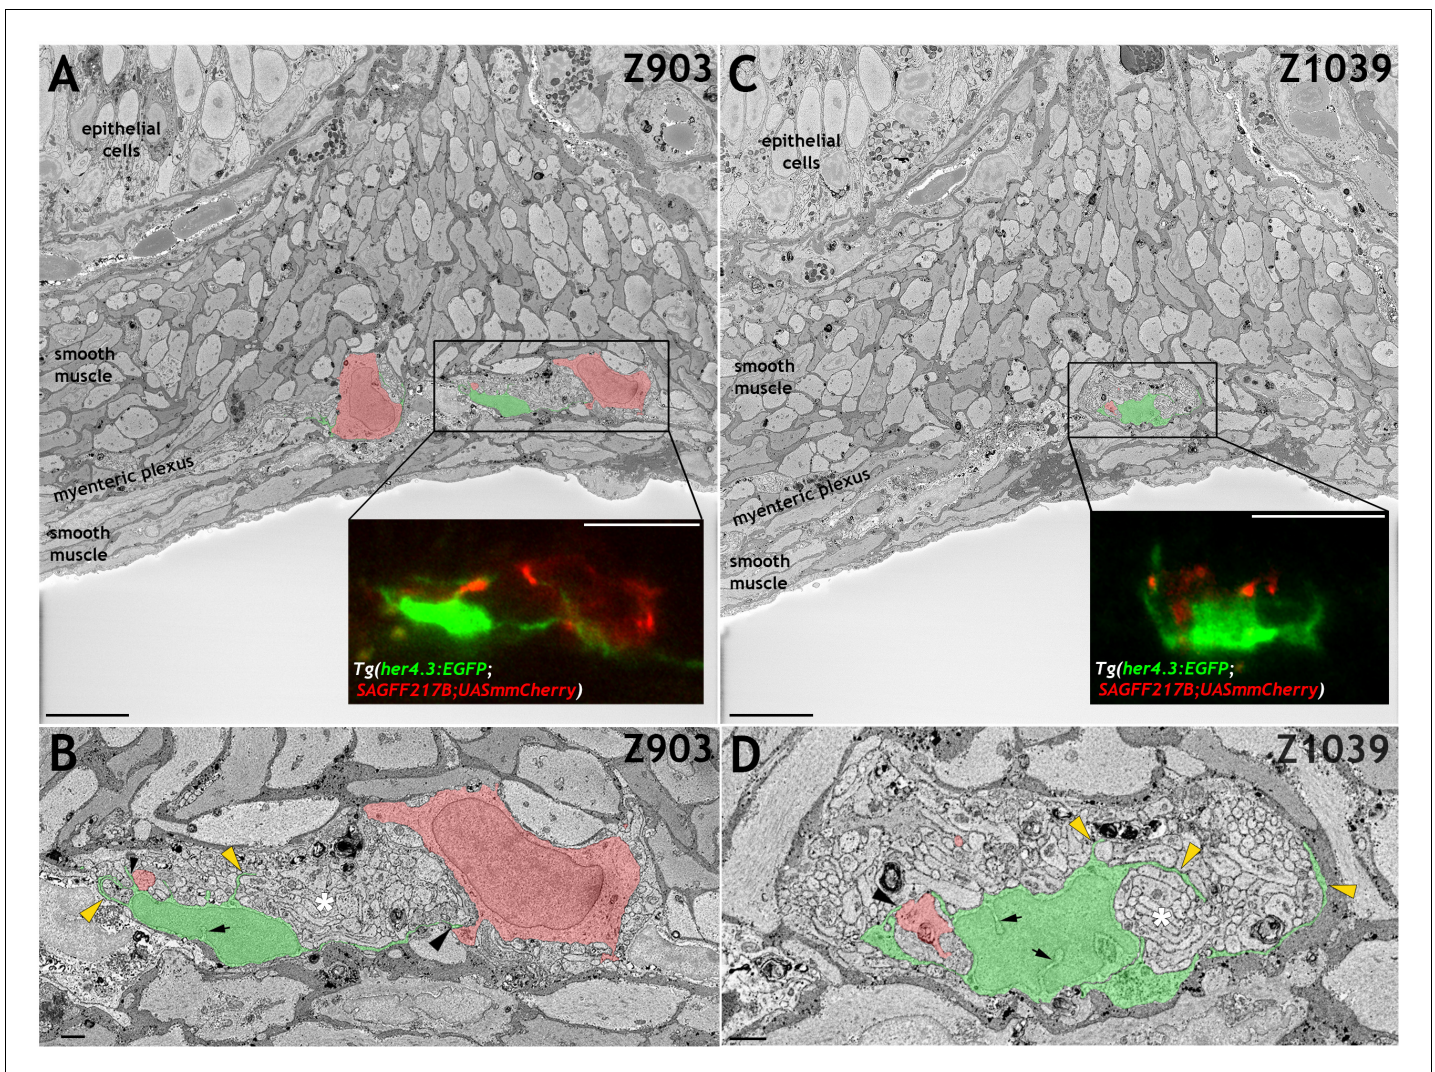 A
Z903
epithelial
cells
smooth
muscle
myenteric plexus
smooth
muscle
Tg(her4.3:EGFP;
SAGFF217B;UASmmCherry)
C
Z1039
epithelial
cells
smooth
muscle
myenteric plexus
smooth
muscle
Tg(her4.3:EGFP;
SAGFF217B;UASmmCherry)
B
Z903
*
D
Z1039
*